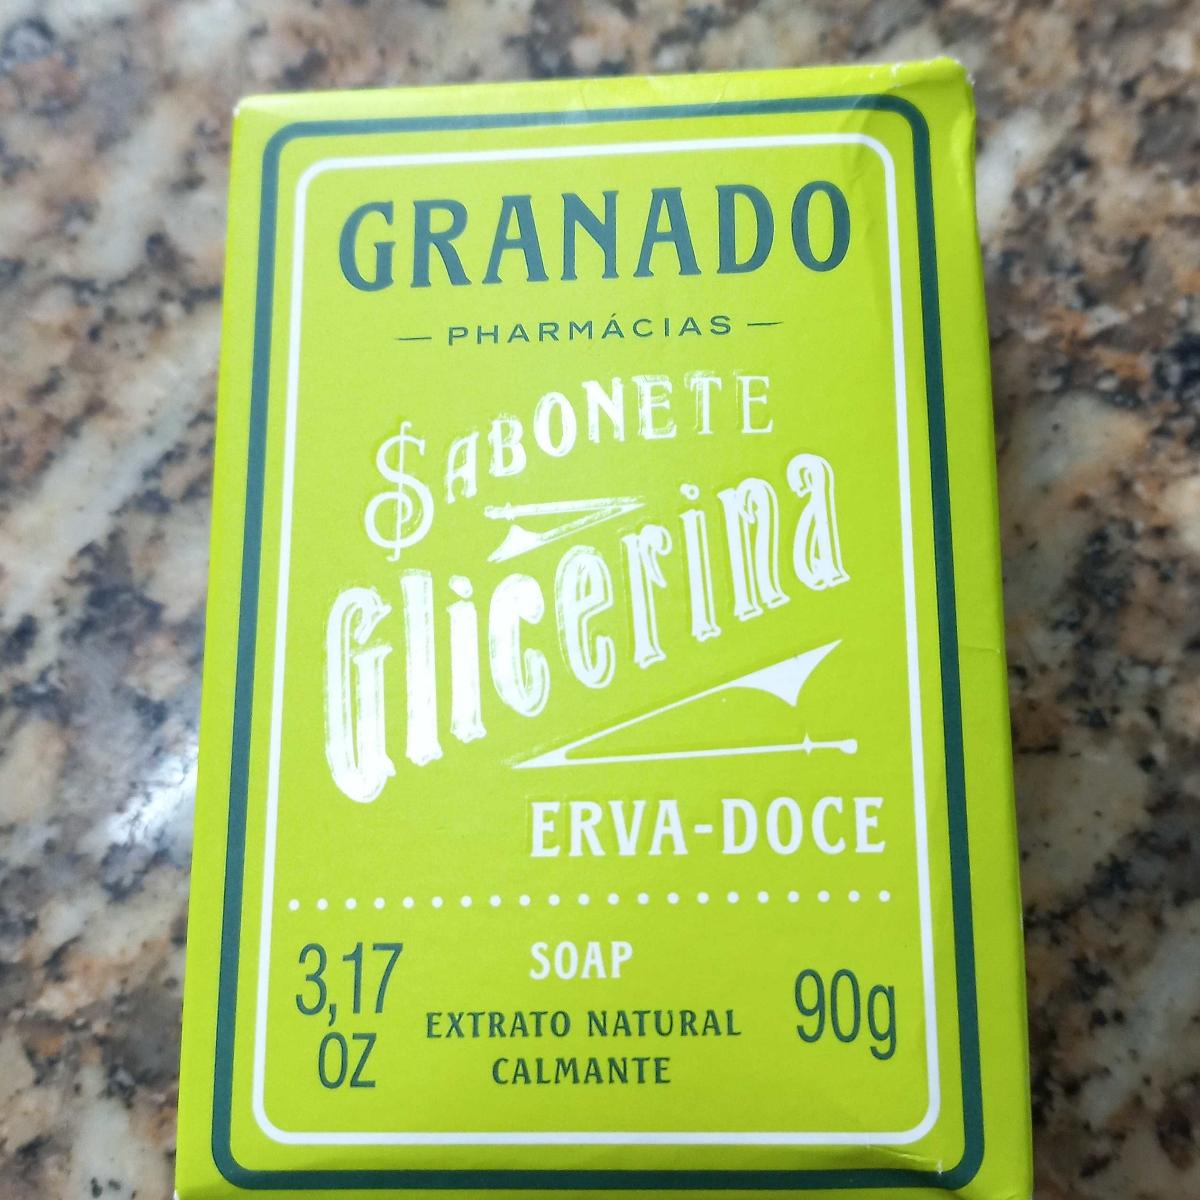 GRANADO
PHARMÁCIAS
SABONETE
Glicerina
ERVA-DOCE
SOAP
3,17
OZ
EXTRATO NATURAL
CALMANTE
90g